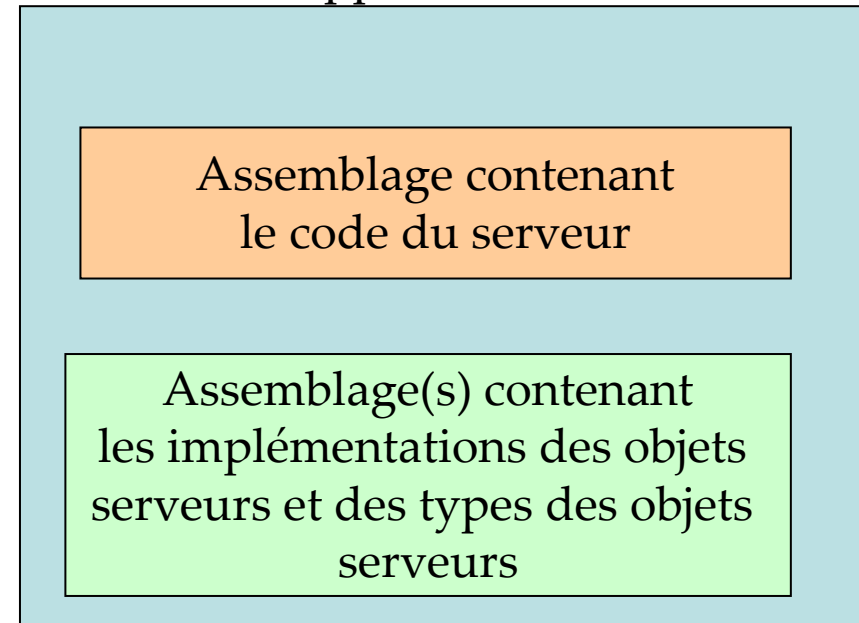 Assemblage contenant
le code du serveur
Assemblage(s) contenant
les implémentations des objets
serveurs et des types des objets
serveurs